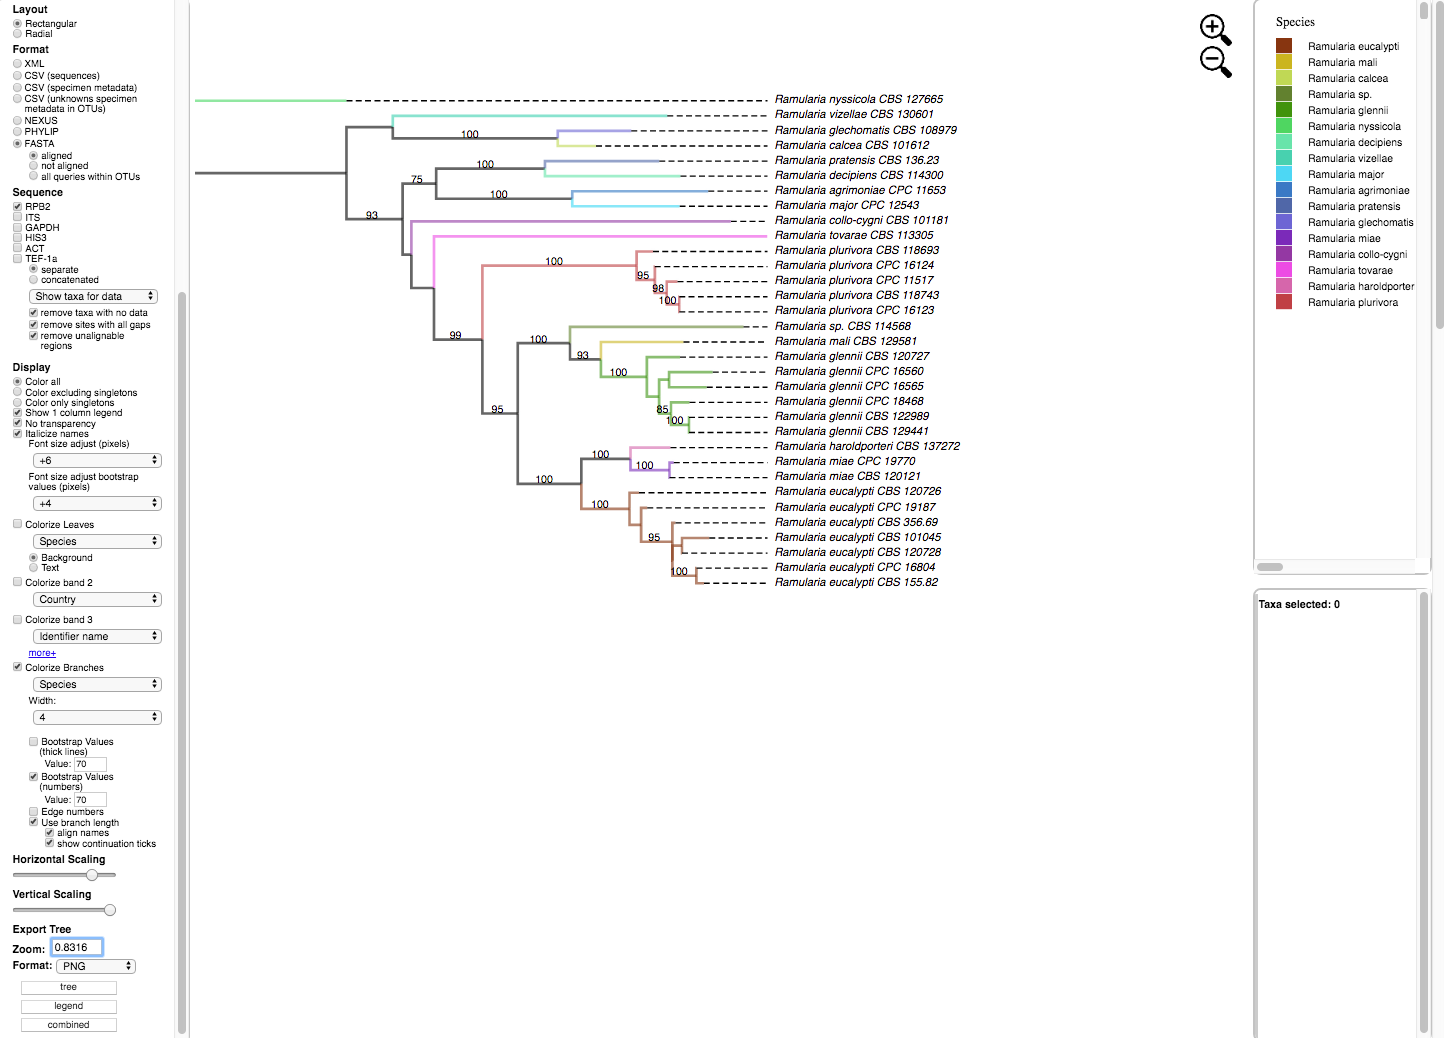 Layout
Rectangular
Radial
Format
XML
CSV (sequences)
CSV (specimen metadata)
CSV (unknowns specimen
metadata in OTUs)
NEXUS
PHYLIP
FASTA
aligned
not aligned
all queries within OTUs
Sequence
RPB2
ITS
GAPDH
HIS3
ACT
TEF-1a
separate
concatenated
Show taxa for data
remove taxa with no data
remove sites with all gaps
remove unalignable
regions
Display
Color all
Color excluding singletons
Color only singletons
Show 1 column legend
No transparency
Italicize names
Font size adjust (pixels)
+6
Font size adjust bootstrap
values (pixels)
+4
Colorize Leaves
Species
Background
Text
Colorize band 2
Country
Colorize band 3
Identifier name
more+
Colorize Branches
Species
Width:
4
Bootstrap Values
(thick lines)
Value: 70
Bootstrap Values
(numbers)
Value: 70
Edge numbers
Use branch length
align names
show continuation ticks
Horizontal Scaling
Vertical Scaling
Export Tree
Zoom: 0.8316
Format: PNG
tree
legend
combined
Ramularia nyssicola CBS 127665
Ramularia vizellae CBS 130601
100
Ramularia glechomatis CBS 108979
Ramularia calcea CBS 101612
100
Ramularia pratensis CBS 136.23
75
Ramularia decipiens CBS 114300
100
Ramularia agrimoniae CPC 11653
Ramularia major CPC 12543
93
Ramularia collo-cygni CBS 101181
Ramularia tovarae CBS 113305
Ramularia plurivora CBS 118693
100
Ramularia plurivora CPC 16124
95
Ramularia plurivora CPC 11517
98
Ramularia plurivora CBS 118743
100
Ramularia plurivora CPC 16123
Ramularia sp. CBS 114568
99
100
Ramularia mali CBS 129581
93
Ramularia glennii CBS 120727
100
Ramularia glennii CPC 16560
Ramularia glennii CPC 16565
Ramularia glennii CPC 18468
95
85
Ramularia glennii CBS 122989
100
Ramularia glennii CBS 129441
Ramularia haroldporteri CBS 137272
100
Ramularia miae CPC 19770
100
Ramularia miae CBS 120121
100
Ramularia eucalypti CBS 120726
100
Ramularia eucalypti CPC 19187
Ramularia eucalypti CBS 356.69
95
Ramularia eucalypti CBS 101045
Ramularia eucalypti CBS 120728
100
Ramularia eucalypti CPC 16804
Ramularia eucalypti CBS 155.82
Species
Ramularia eucalypti
Ramularia mali
Ramularia calcea
Ramularia sp.
Ramularia glennii
Ramularia nyssicola
Ramularia decipiens
Ramularia vizellae
Ramularia major
Ramularia agrimoniae
Ramularia pratensis
Ramularia glechomatis
Ramularia miae
Ramularia collo-cygni
Ramularia tovarae
Ramularia haroldporter
Ramularia plurivora
Taxa selected: 0